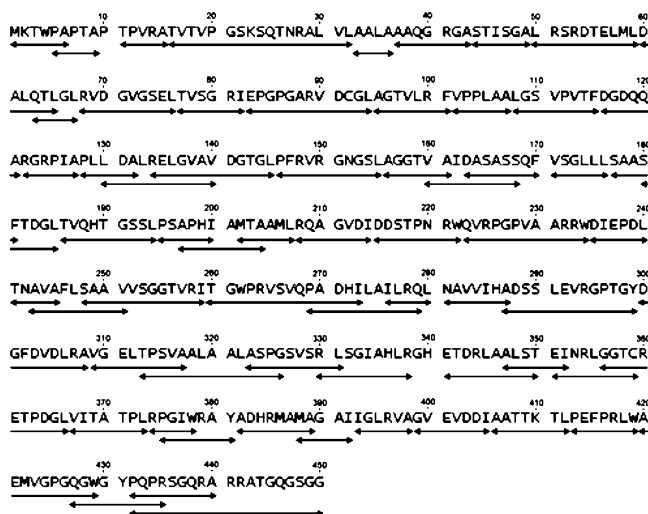 10 20 30 40 50 60
MKTWPAPTAP TPVRATVTVP GSKSQTNRAL VLAALAAAQG RGASTISGAL RSRDTELMLD
70 80 90 100 110 120
ALQTLGLRVD GVGSELTVSG RIEPGPGARV DCGLAGTVLR FVPPLAALGS VPVTFDGDQQ
130 140 150 160 170 180
ARGRPIAPLL DALRELGVAV DGTGLPFRVR GNGSLAGGTV AIDASASSQF VSGLLLSAAS
190 200 210 220 230 240
FTDGLTVQHT GSSLPSAPHI AMTAAMLRQA GVDIDDSTPN RWQVRPGPVA ARRWDIEPDL
250 260 270 280 290 300
TNAVAFLSAA VVSGGTVRIT GWPRVSVQPA DHILAILRQL NAVVIHADSS LEVRGPTGYD
310 320 330 340 350 360
GFDVDLRAVG ELTPSVAALA ALASPGSVSR LSGIAHLRGH ETDRLAALST EINRLGGTCR
370 380 390 400 410 420
ETPDGLVITA TPLRPGIWRA YADHRMAMAG AIIGLRVAGV EVDDIAATTK TLPEFPRLWA
430 440 450
EMVGPGQGWG YPQPRSGQRA RRATGQGSGG